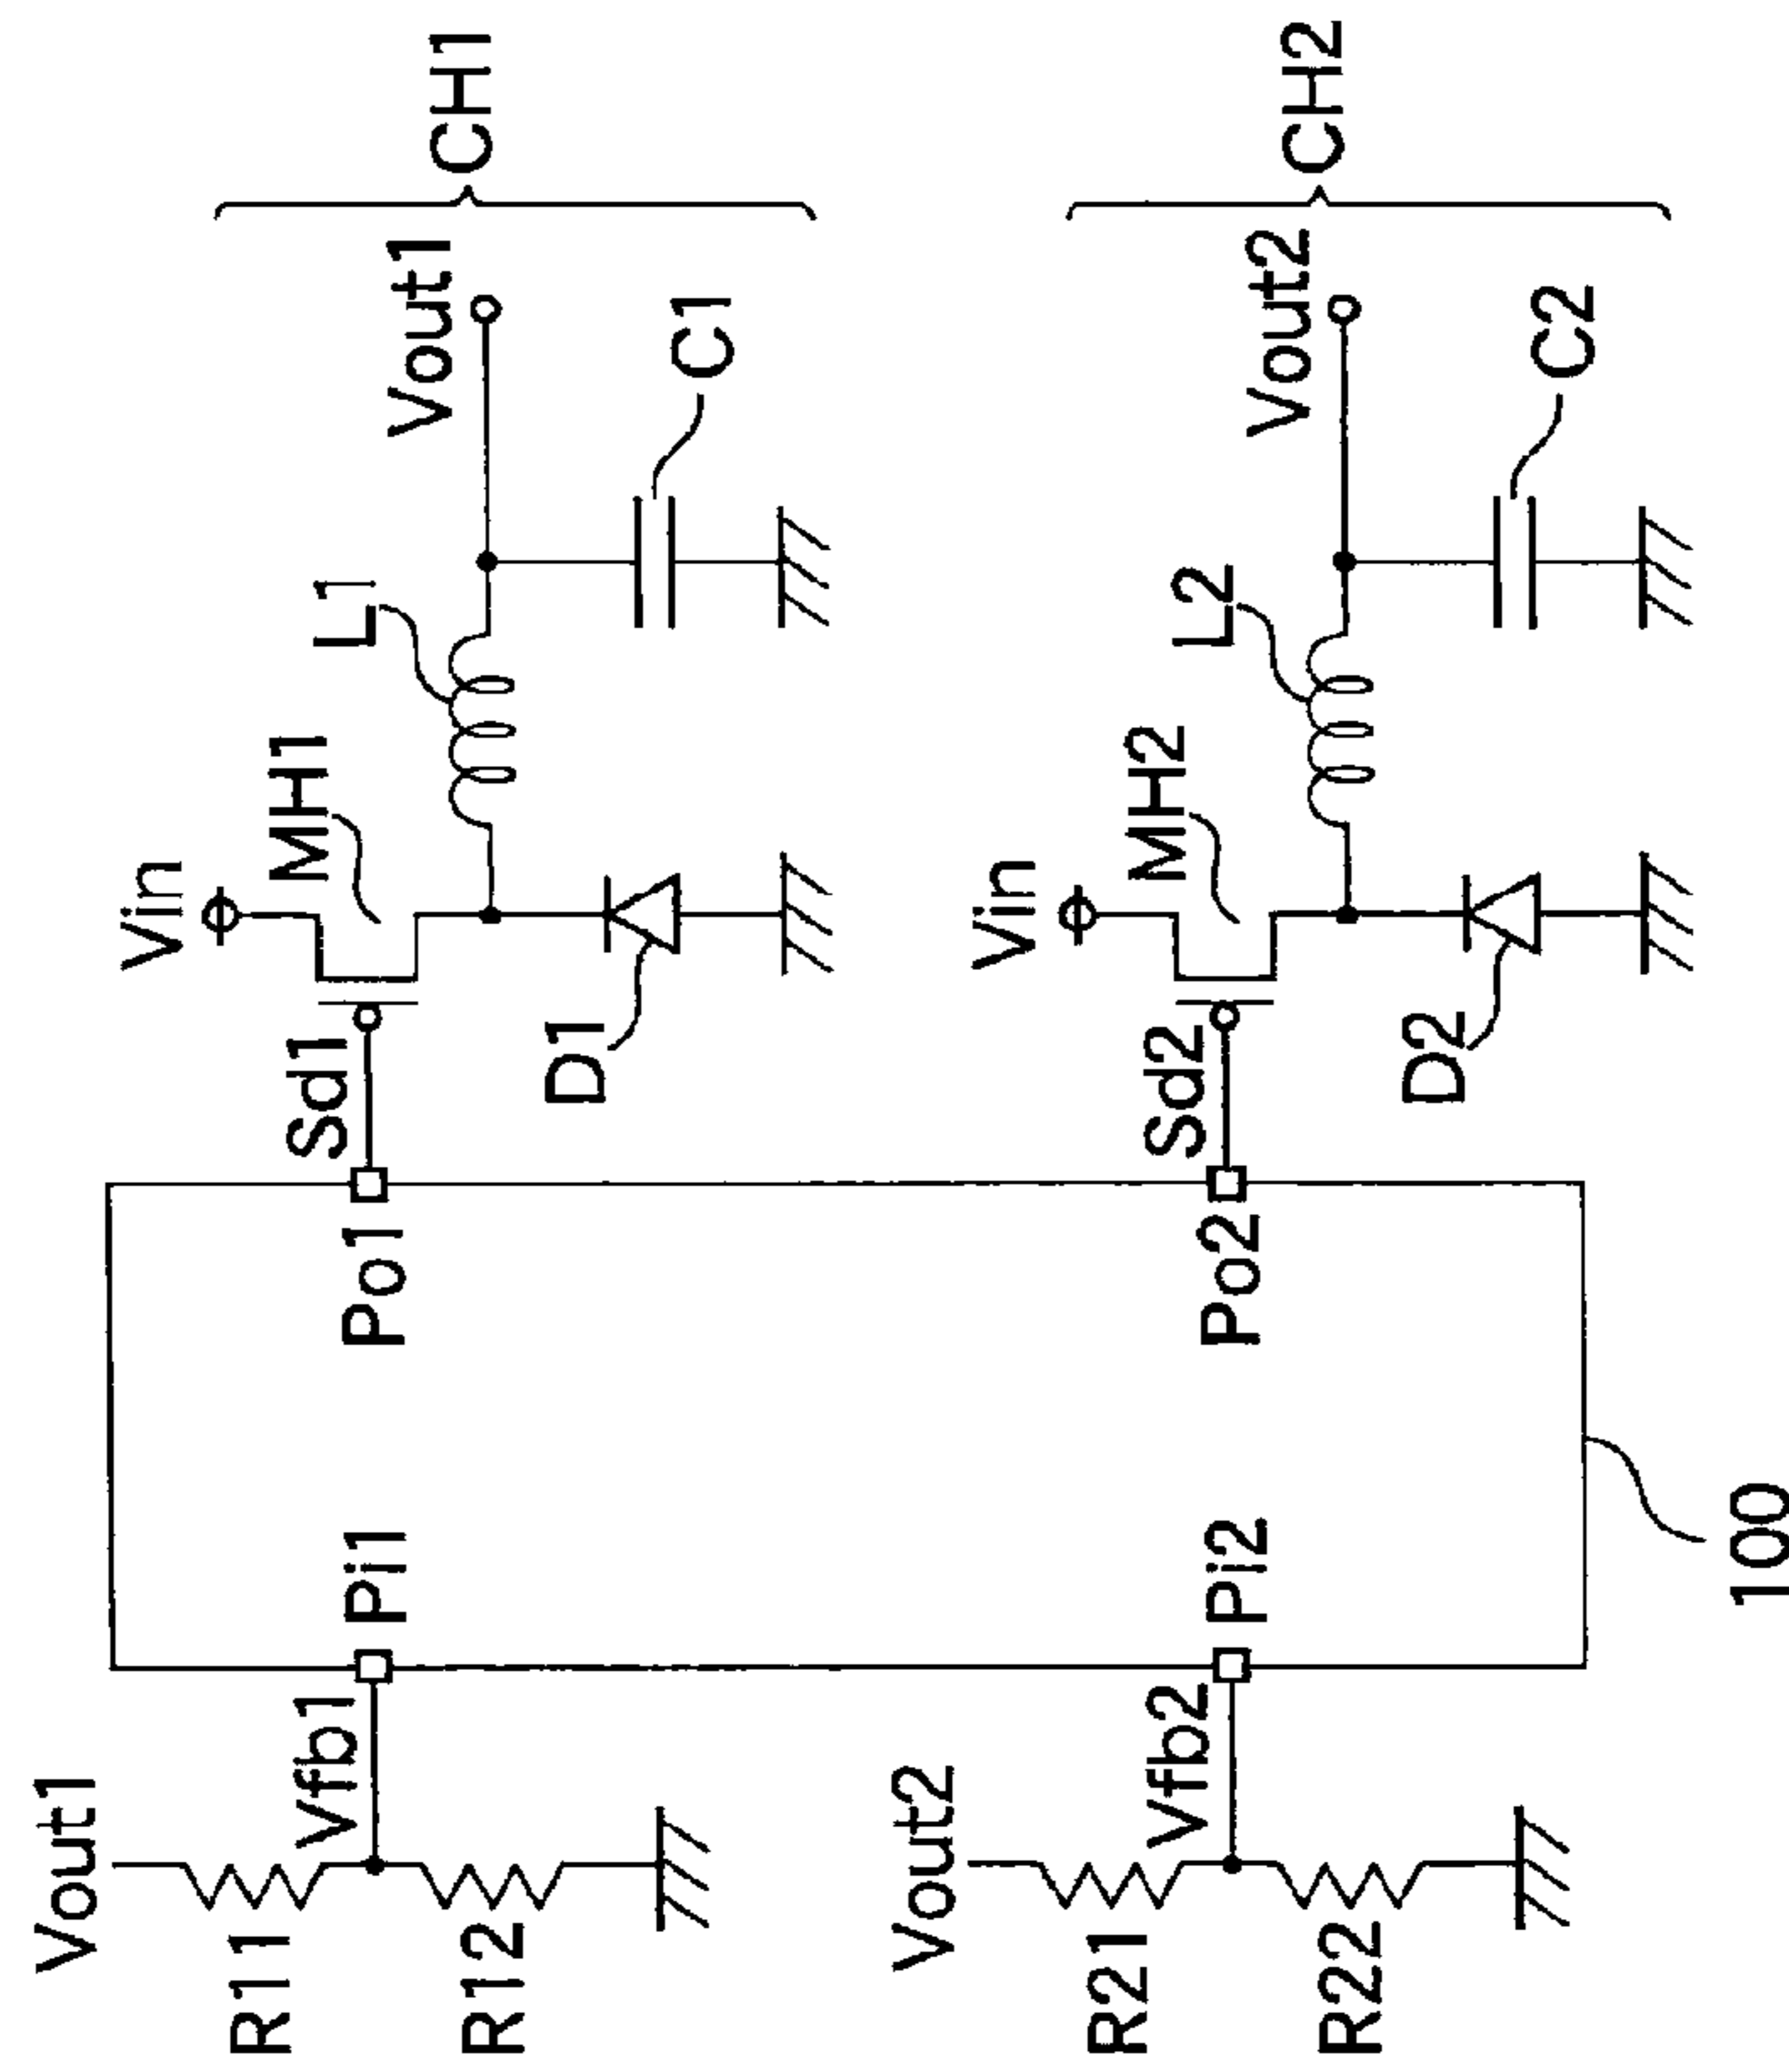 Vout1
R11
R12
Vfb1
Pi1
Po1
Sd1
Vin
MH1
D1
L1
C1
Vout1
CH1
Vout2
R21
R22
Vfb2
Pi2
Po2
Sd2
Vin
MH2
D2
L2
C2
Vout2
CH2
100